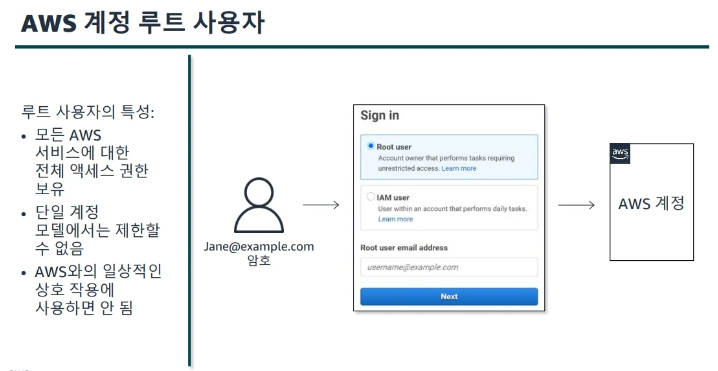 AWS 계정 루트 사용자
루트 사용자의 특성:
• 모든 AWS
서비스에 대한
전체 액세스 권한
보유
• 단일 계정
모델에서는 제한할
수 없음
• AWS와의 일상적인
상호 작용에
사용하면 안 됨
Jane@example.com
암호
Sign in
Root user
Account owner that performs tasks requiring
unrestricted access. Learn more
IAM user
User within an account that performs daily tasks.
Learn more
Root user email address
username@example.com
Next
aws
AWS 계정